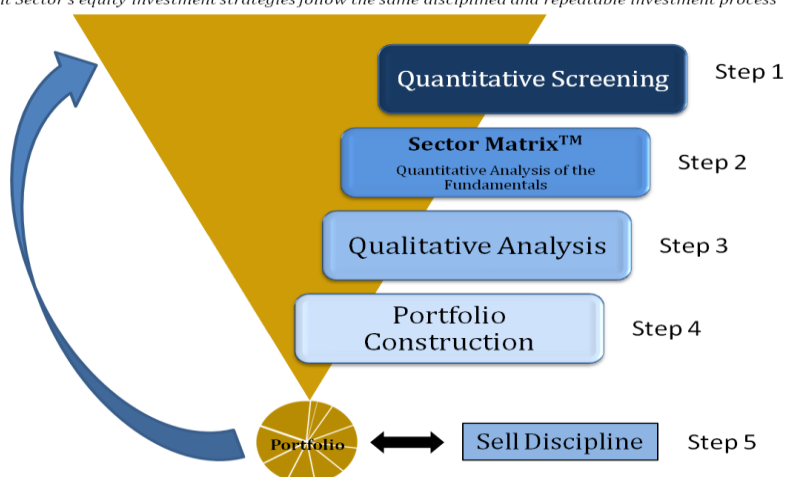 Sector's equity investment strategies follow the same disciplined and repeatable investment process
Quantitative Screening
Step 1
Sector Matrix™
Quantitative Analysis of the
Fundamentals
Step 2
Qualitative Analysis
Step 3
Portfolio
Construction
Step 4
Portfolio
Sell Discipline
Step 5